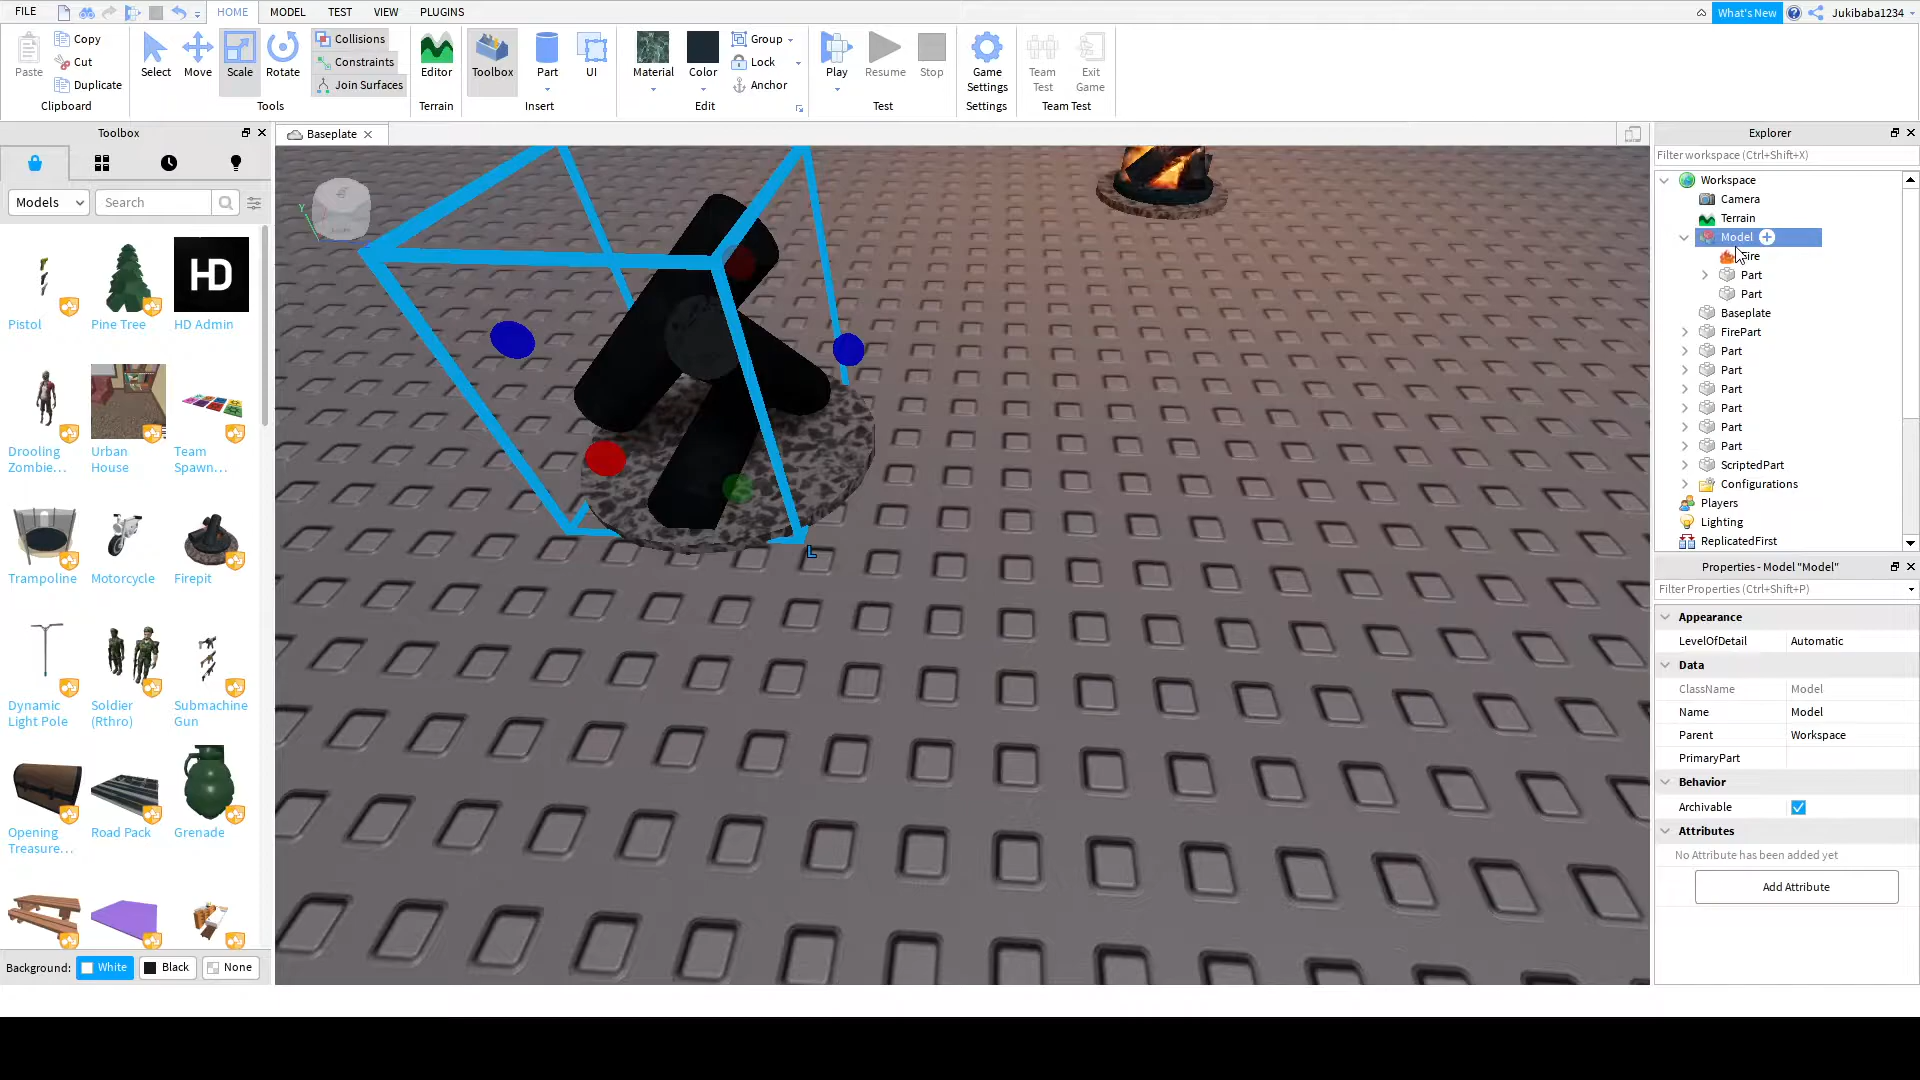 FILE HOME MODEL TEST VIEW PLUGINS What's New Jukibaba1234
Paste Copy Cut Duplicate Select Move Scale Rotate Collisions Constraints Join Surfaces Editor Toolbox Part UI Material Color Group Lock Anchor Play Resume Stop Game Settings Team Test Exit Game
Clipboard Tools Terrain Insert Edit Test Settings Team Test
Toolbox
Models Search
Pistol Pine Tree HD Admin
HD
Drooling Zombie... Urban House Team Spawn...
Trampoline Motorcycle Firepit
Dynamic Light Pole Soldier (Rthro) Submachine Gun
Opening Treasure... Road Pack Grenade
Background: White Black None
Baseplate
Y
L
Explorer
Filter workspace (Ctrl+Shift+X)
Workspace
Camera
Terrain
Model
Part
Part
Baseplate
FirePart
Part
Part
Part
Part
Part
Part
ScriptedPart
Configurations
Players
Lighting
ReplicatedFirst
Properties - Model "Model"
Filter Properties (Ctrl+Shift+P)
Appearance
LevelOfDetail Automatic
Data
ClassName Model
Name Model
Parent Workspace
PrimaryPart
Behavior
Archivable
Attributes
No Attribute has been added yet
Add Attribute